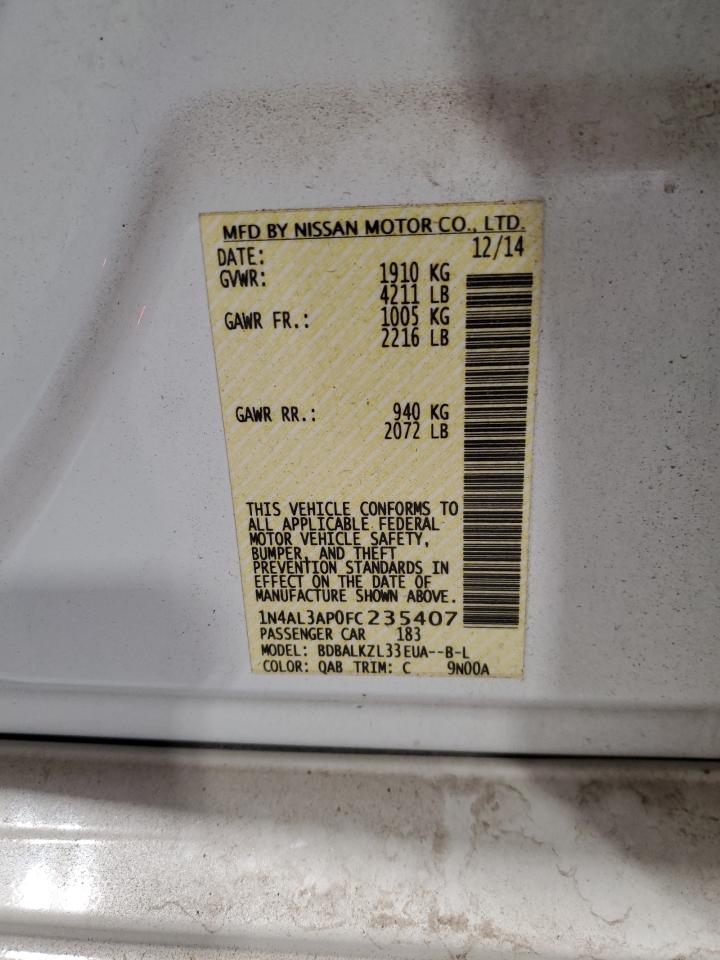 MFD BY NISSAN MOTOR CO., LTD.
DATE: 12/14
GVWR: 1910 KG
4211 LB
GAWR FR.: 1005 KG
2216 LB
GAWR RR.: 940 KG
2072 LB
THIS VEHICLE CONFORMS TO
ALL APPLICABLE FEDERAL
MOTOR VEHICLE SAFETY,
BUMPER, AND THEFT
PREVENTION STANDARDS IN
EFFECT ON THE DATE OF
MANUFACTURE SHOWN ABOVE.
1N4AL3AP0FC235407
PASSENGER CAR 183
MODEL: BDBALKZL33EUA--B-L
COLOR: QAB TRIM: C 9N00A